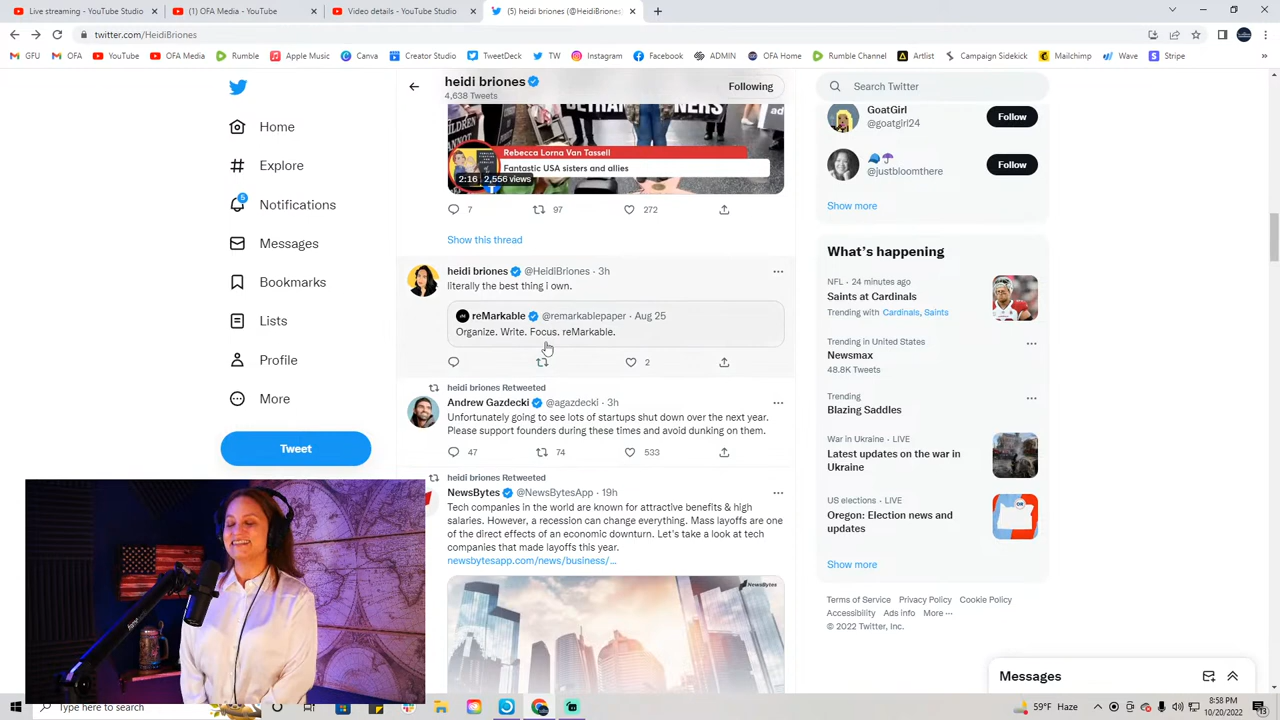 Live streaming - YouTube Studio
(1) OFA Media - YouTube
Video details - YouTube Studio
(5) heidi briones (@HeidiBriones)
twitter.com/HeidiBriones
GFU
OFA
YouTube
OFA Media
Rumble
Apple Music
Canva
Creator Studio
TweetDeck
TW
Instagram
Facebook
ADMIN
OFA Home
Rumble Channel
Artlist
Campaign Sidekick
Mailchimp
Wave
Stripe
Home
Explore
5
Notifications
Messages
Bookmarks
Lists
Profile
More
Tweet
heidi briones
4,638 Tweets
Following
Rebecca Lorna Van Tassell
Fantastic USA sisters and allies
2:16 2,556 views
7 97 272
Show this thread
heidi briones @HeidiBriones · 3h
literally the best thing i own.
reMarkable @remarkablepaper · Aug 25
Organize. Write. Focus. reMarkable.
2
heidi briones Retweeted
Andrew Gazdecki @agazdecki · 3h
Unfortunately going to see lots of startups shut down over the next year.
Please support founders during these times and avoid dunking on them.
47 74 533
heidi briones Retweeted
NewsBytes @NewsBytesApp · 19h
Tech companies in the world are known for attractive benefits & high
salaries. However, a recession can change everything. Mass layoffs are one
of the direct effects of an economic downturn. Let's take a look at tech
companies that made layoffs this year.
newsbytesapp.com/news/business/...
NewsBytes
Search Twitter
GoatGirl
@goatgirl24
Follow
@justbloomthere
Follow
Show more
What's happening
NFL · 24 minutes ago
Saints at Cardinals
Trending with Cardinals, Saints
Trending in United States
Newsmax
48.8K Tweets
Trending
Blazing Saddles
War in Ukraine · LIVE
Latest updates on the war in
Ukraine
US elections · LIVE
Oregon: Election news and
updates
Show more
Terms of Service Privacy Policy Cookie Policy
Accessibility Ads info More ...
© 2022 Twitter, Inc.
Messages
Type here to search
59°F Haze
8:58 PM
10/20/2022